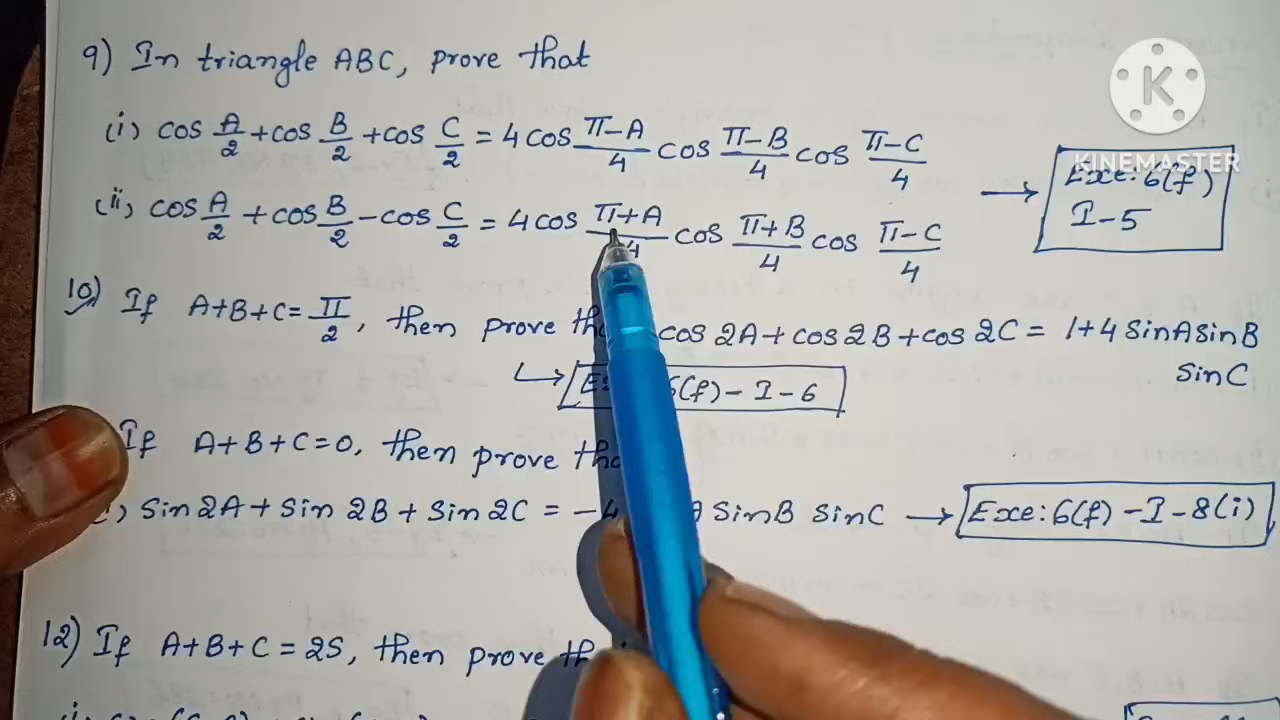 9) In triangle ABC, prove that
(i) cos A/2 + cos B/2 + cos C/2 = 4 cos π-A/4 cos π-B/4 cos π-C/4
(ii) cos A/2 + cos B/2 - cos C/2 = 4 cos π+A/4 cos π+B/4 cos π-C/4
→ Exe: 6(f)
I-5
K
KINEMASTER
10) If A+B+C = π/2, then prove cos 2A + cos 2B + cos 2C = 1+4 sinA sinB
sinC
6(f) - I - 6
If A+B+C=0, then prove
) Sin 2A + Sin 2B + Sin 2C = -4 SinB SinC → Exe: 6(f) - I - 8(i)
12) If A+B+C = 2S, then prove